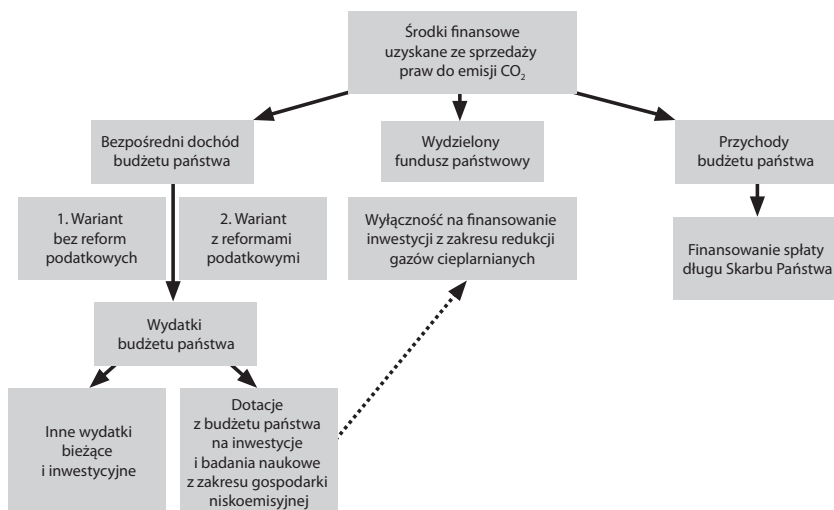 Środki finansowe
uzyskane ze sprzedaży
praw do emisji CO₂
Bezpośredni dochód
budżetu państwa
Wydzielony
fundusz państwowy
Przychody
budżetu państwa
1. Wariant
bez reform
podatkowych
2. Wariant
z reformami
podatkowymi
Wyłączność na finansowanie
inwestycji z zakresu redukcji
gazów cieplarnianych
Finansowanie spłaty
długu Skarbu Państwa
Wydatki
budżetu państwa
Inne wydatki
bieżące
i inwestycyjne
Dotacje
z budżetu państwa
na inwestycje
i badania naukowe
z zakresu gospodarki
niskoemisyjnej